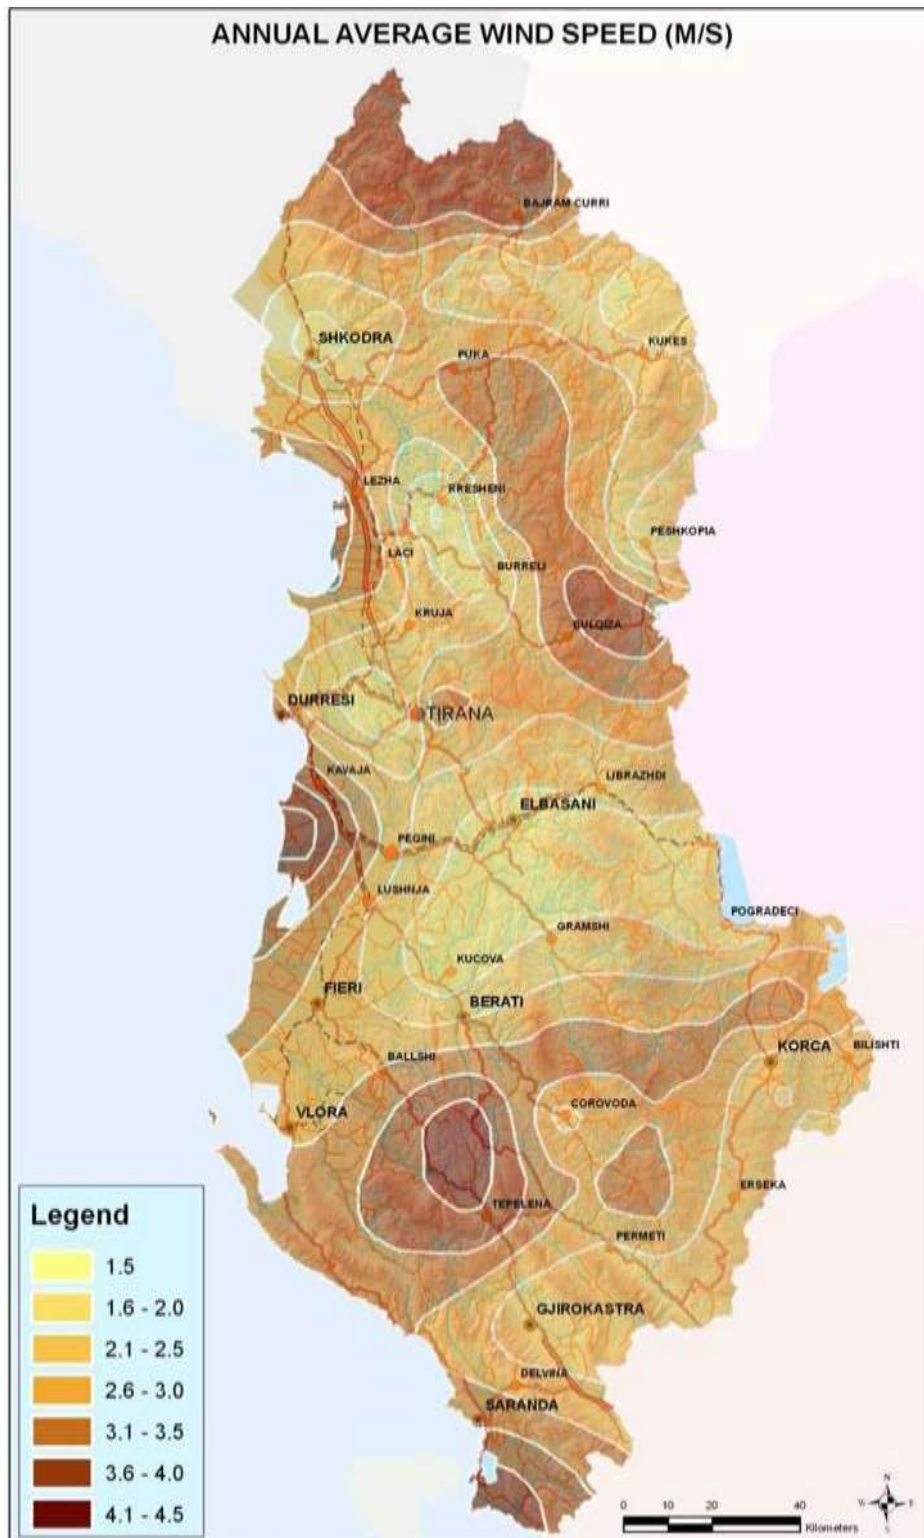 ANNUAL AVERAGE WIND SPEED (M/S)
BAJRAM CURRI
SHKODRA
KUKES
PUKA
LEZHA
RRESHENI
PESHKOPIA
LACI
BURRELI
KRUJA
BULQIZA
DURRESI
TIRANA
KAVAJA
LIBRAZHDI
ELBASANI
PEGINI
LUSHNJA
POGRADECI
GRAMSHI
KUCOVA
FIERI
BERATI
KORCA
BILISHTI
BALLSHI
COROVODA
VLORA
ERSEKA
TEPELENA
PERMETI
GJIROKASTRA
DELVINA
SARANDA
Legend
1.5
1.6 - 2.0
2.1 - 2.5
2.6 - 3.0
3.1 - 3.5
3.6 - 4.0
4.1 - 4.5
0 10 20 40
Kilometers
N
W E
S